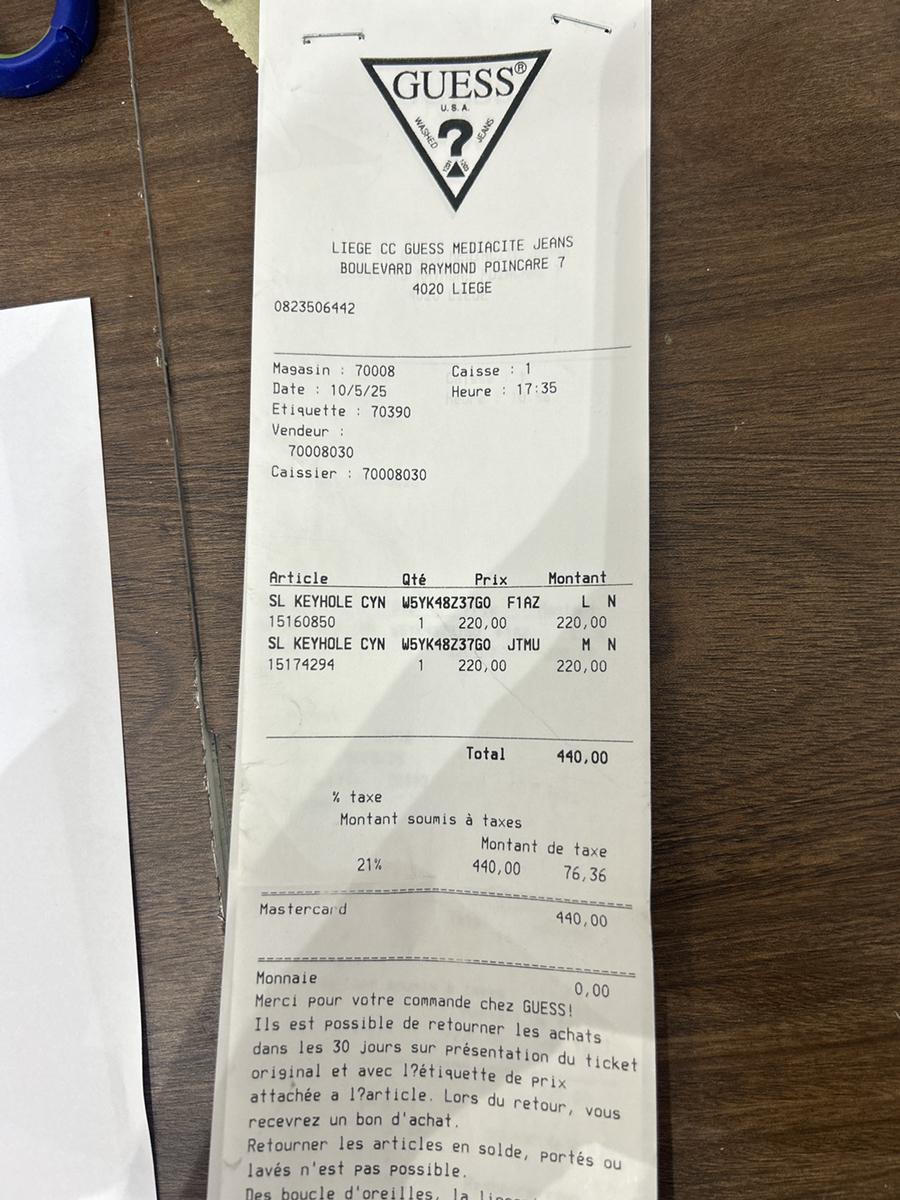 GUESS®
U.S.A.
WASHED JEANS
?
LIEGE CC GUESS MEDIACITE JEANS
BOULEVARD RAYMOND POINCARE 7
4020 LIEGE
0823506442
Magasin : 70008 Caisse : 1
Date : 10/5/25 Heure : 17:35
Etiquette : 70390
Vendeur :
70008030
Caissier : 70008030
Article Qté Prix Montant
SL KEYHOLE CYN W5YK48Z37G0 F1AZ L N
15160850 1 220,00 220,00
SL KEYHOLE CYN W5YK48Z37G0 JTMU M N
15174294 1 220,00 220,00
Total 440,00
% taxe
Montant soumis à taxes
Montant de taxe
21% 440,00 76,36
Mastercard 440,00
Monnaie 0,00
Merci pour votre commande chez GUESS!
Ils est possible de retourner les achats
dans les 30 jours sur présentation du ticket
original et avec l?étiquette de prix
attachée a l?article. Lors du retour, vous
recevrez un bon d'achat.
Retourner les articles en solde, portés ou
lavés n'est pas possible.
Des boucle d'oreilles, la